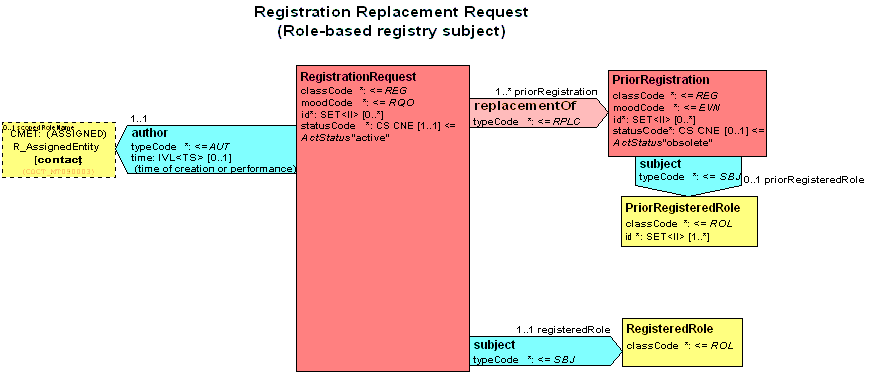 Registration Replacement Request
(Role-based registry subject)
RegistrationRequest
classCode *: <= REG
moodCode *: <= RQO
id*: SET<II> [0..*]
statusCode *: CS CNE [1..1] <=
ActStatus"active"
1..* priorRegistration
replacementOf
typeCode *: <= RPLC
PriorRegistration
classCode *: <= REG
moodCode *: <= EVN
id*: SET<II> [0..*]
statusCode*: CS CNE [0..1] <=
ActStatus"obsolete"
1..1
author
typeCode *: <= AUT
time: IVL<TS> [0..1]
(time of creation or performance)
0..1 scopedRoleName
CMET: (ASSIGNED)
R_AssignedEntity
[contact]
(COCT_MT090003)
subject
typeCode *: <= SBJ
0..1 priorRegisteredRole
PriorRegisteredRole
classCode *: <= ROL
id *: SET<II> [1..*]
1..1 registeredRole
subject
typeCode *: <= SBJ
RegisteredRole
classCode *: <= ROL